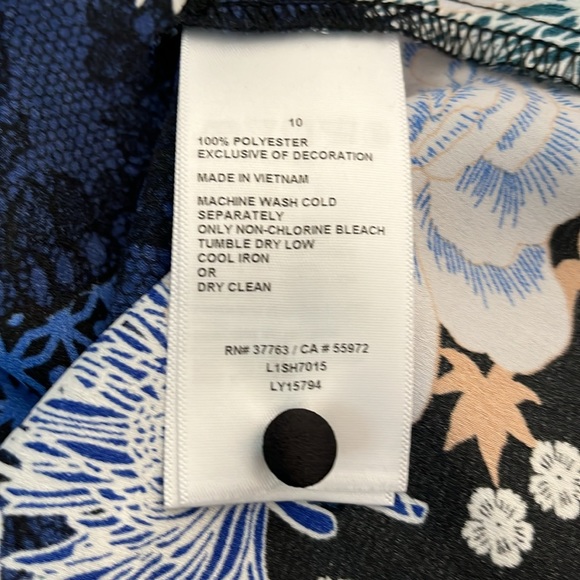 10
100% POLYESTER
EXCLUSIVE OF DECORATION
MADE IN VIETNAM
MACHINE WASH COLD
SEPARATELY
ONLY NON-CHLORINE BLEACH
TUMBLE DRY LOW
COOL IRON
OR
DRY CLEAN
RN# 37763 / CA # 55972
L1SH7015
LY15794